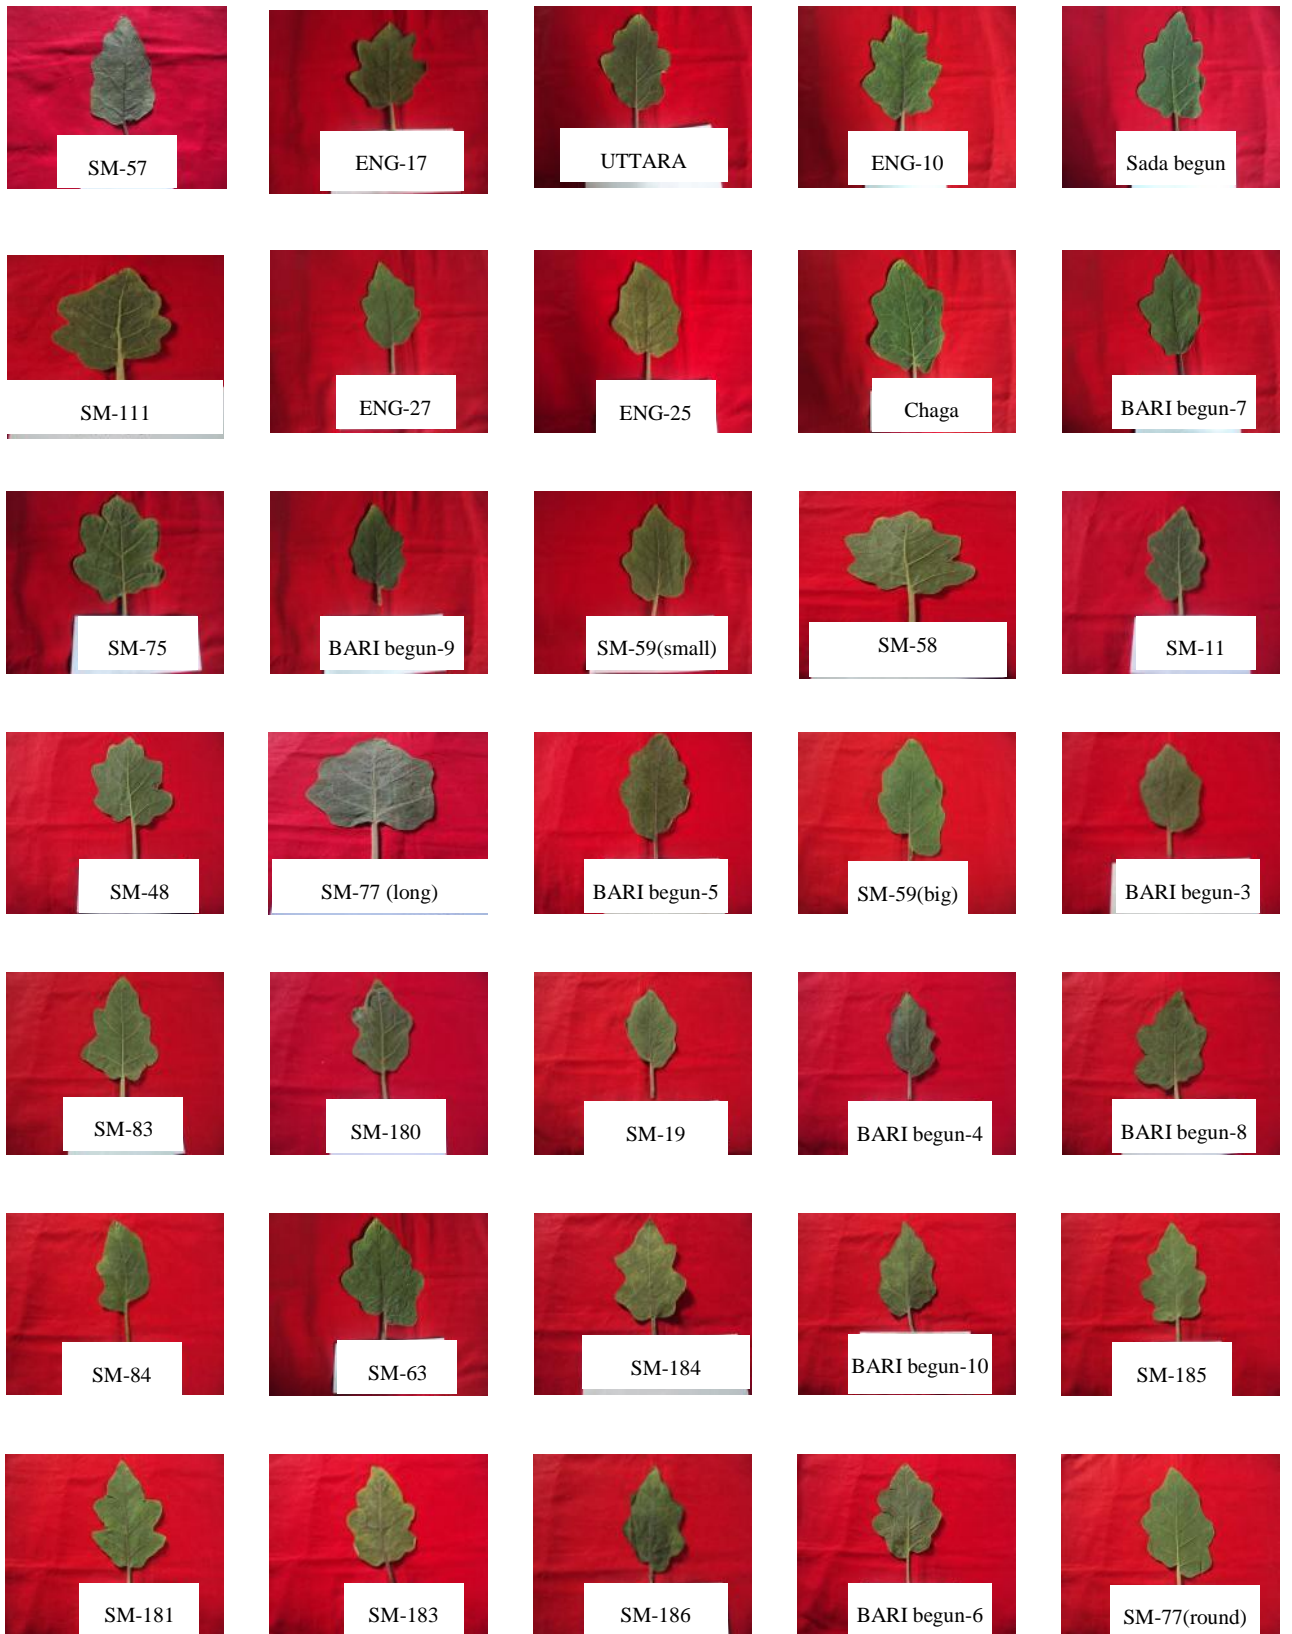 SM-57
ENG-17
UTTARA
ENG-10
Sada begun
SM-111
ENG-27
ENG-25
Chaga
BARI begun-7
SM-75
BARI begun-9
SM-59(small)
SM-58
SM-11
SM-48
SM-77 (long)
BARI begun-5
SM-59(big)
BARI begun-3
SM-83
SM-180
SM-19
BARI begun-4
BARI begun-8
SM-84
SM-63
SM-184
BARI begun-10
SM-185
SM-181
SM-183
SM-186
BARI begun-6
SM-77(round)